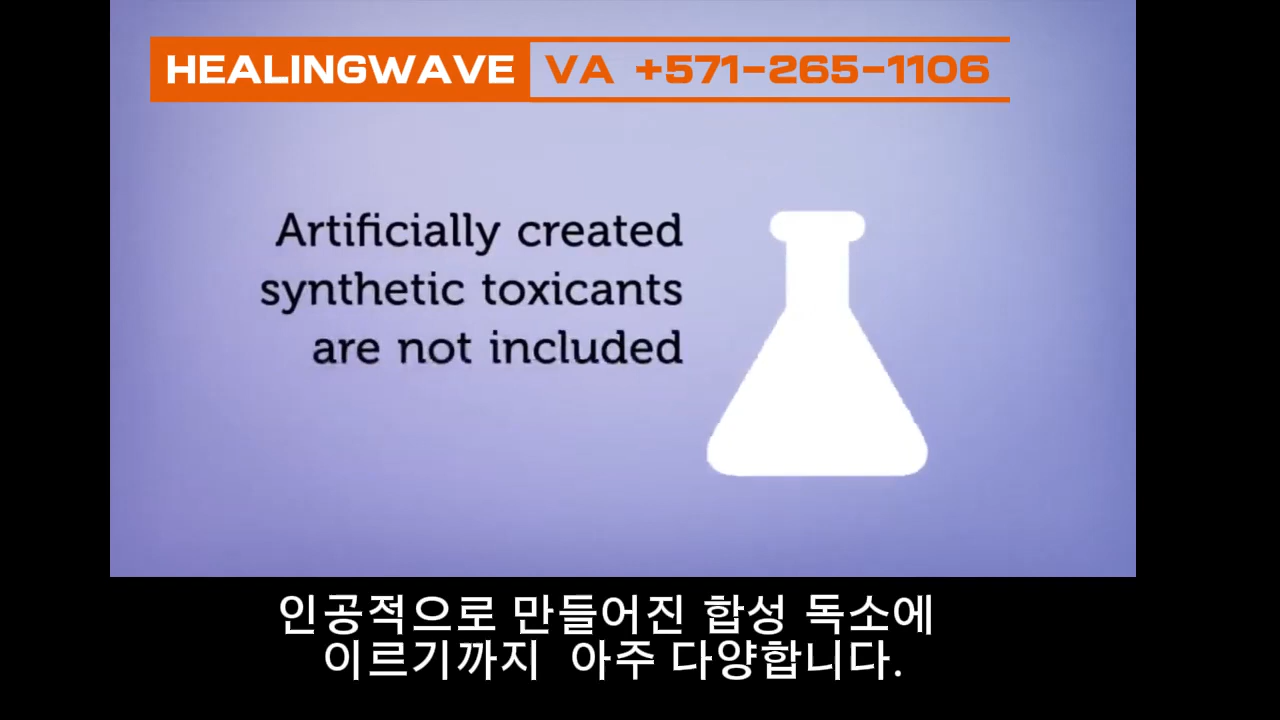 HEALINGWAVE VA +571-265-1106
Artificially created
synthetic toxicants
are not included
인공적으로 만들어진 합성 독소에
이르기까지 아주 다양합니다.